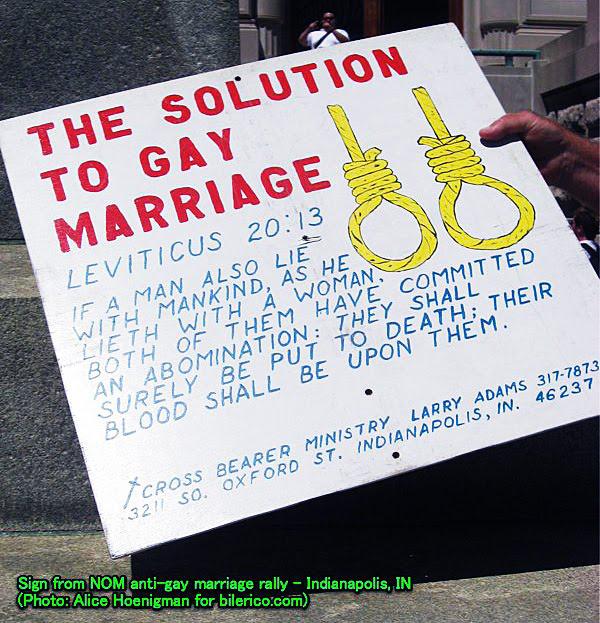 THE SOLUTION
TO GAY
MARRIAGE
LEVITICUS 20:13
IF A MAN ALSO LIE
WITH MANKIND, AS HE
LIETH WITH A WOMAN,
BOTH OF THEM HAVE COMMITTED
AN ABOMINATION: THEY SHALL
SURELY BE PUT TO DEATH; THEIR
BLOOD SHALL BE UPON THEM.
CROSS BEARER MINISTRY LARRY ADAMS 317-7873
3211 SO. OXFORD ST. INDIANAPOLIS, IN. 46237
Sign from NOM anti-gay marriage rally - Indianapolis, IN
(Photo: Alice Hoenigman for bilerico.com)